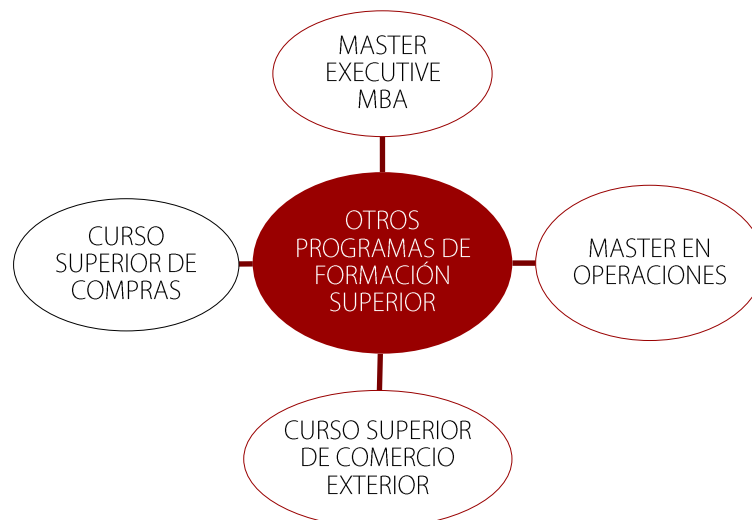 MASTER
EXECUTIVE
MBA
CURSO
SUPERIOR DE
COMPRAS
OTROS
PROGRAMAS DE
FORMACIÓN
SUPERIOR
MASTER EN
OPERACIONES
CURSO SUPERIOR
DE COMERCIO
EXTERIOR